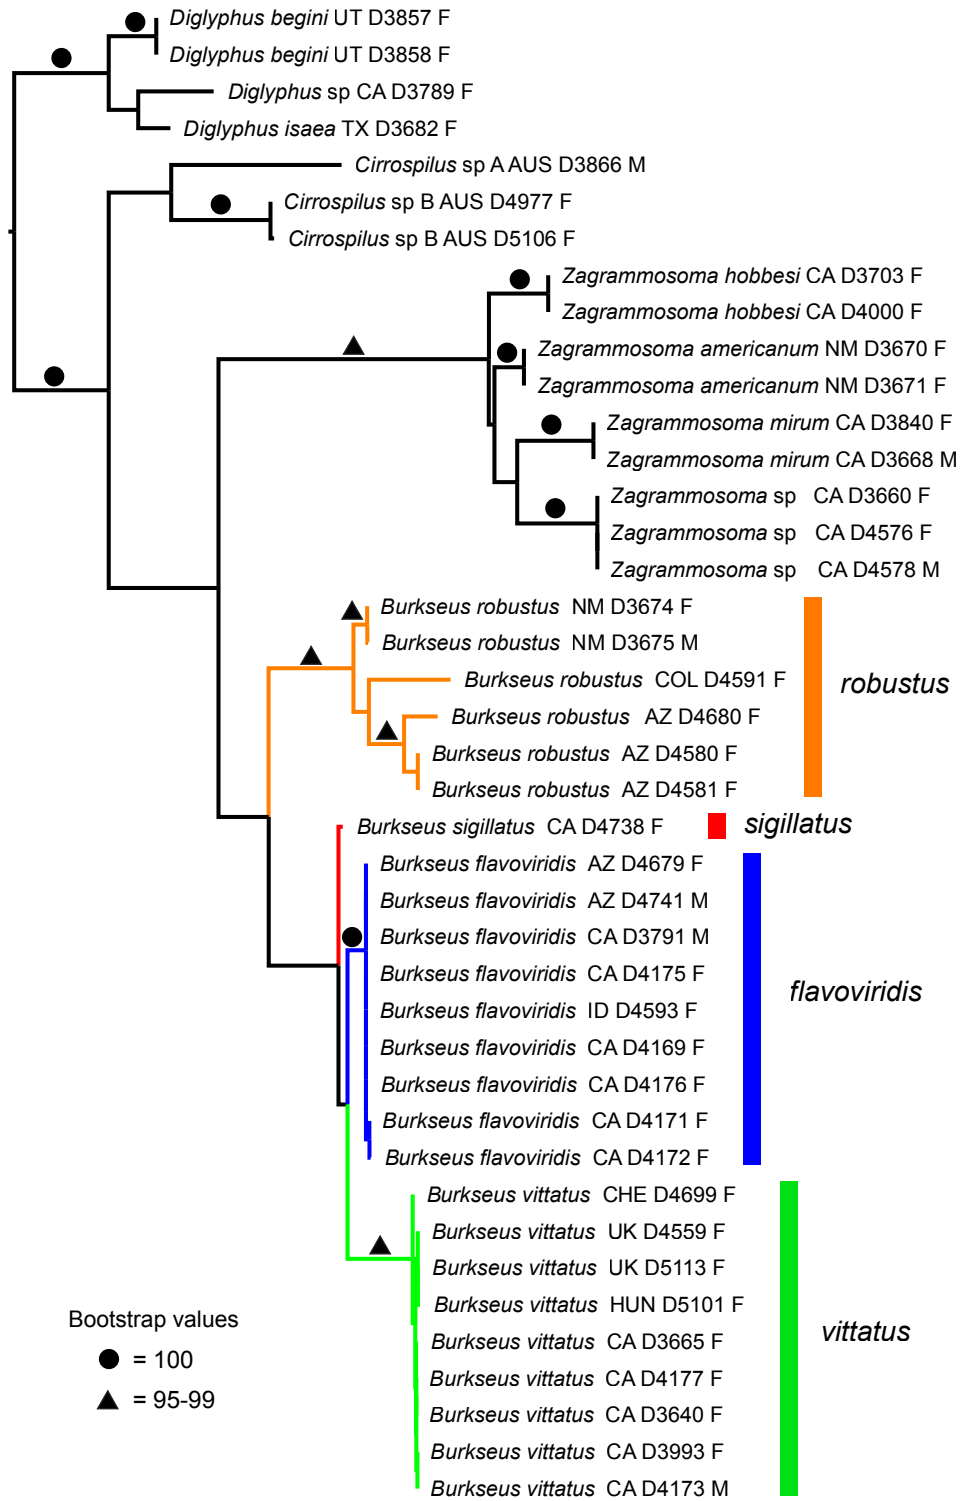 Diglyphus begini UT D3857 F
Diglyphus begini UT D3858 F
Diglyphus sp CA D3789 F
Diglyphus isaea TX D3682 F
Cirrospilus sp A AUS D3866 M
Cirrospilus sp B AUS D4977 F
Cirrospilus sp B AUS D5106 F
Zagrammosoma hobbesi CA D3703 F
Zagrammosoma hobbesi CA D4000 F
Zagrammosoma americanum NM D3670 F
Zagrammosoma americanum NM D3671 F
Zagrammosoma mirum CA D3840 F
Zagrammosoma mirum CA D3668 M
Zagrammosoma sp CA D3660 F
Zagrammosoma sp CA D4576 F
Zagrammosoma sp CA D4578 M
Burkseus robustus NM D3674 F
Burkseus robustus NM D3675 M
Burkseus robustus COL D4591 F
robustus
Burkseus robustus AZ D4680 F
Burkseus robustus AZ D4580 F
Burkseus robustus AZ D4581 F
Burkseus sigillatus CA D4738 F
sigillatus
Burkseus flavoviridis AZ D4679 F
Burkseus flavoviridis AZ D4741 M
Burkseus flavoviridis CA D3791 M
Burkseus flavoviridis CA D4175 F
flavoviridis
Burkseus flavoviridis ID D4593 F
Burkseus flavoviridis CA D4169 F
Burkseus flavoviridis CA D4176 F
Burkseus flavoviridis CA D4171 F
Burkseus flavoviridis CA D4172 F
Burkseus vittatus CHE D4699 F
Burkseus vittatus UK D4559 F
Burkseus vittatus UK D5113 F
Burkseus vittatus HUN D5101 F
vittatus
Burkseus vittatus CA D3665 F
Burkseus vittatus CA D4177 F
Burkseus vittatus CA D3640 F
Burkseus vittatus CA D3993 F
Burkseus vittatus CA D4173 M
Bootstrap values
= 100
= 95-99